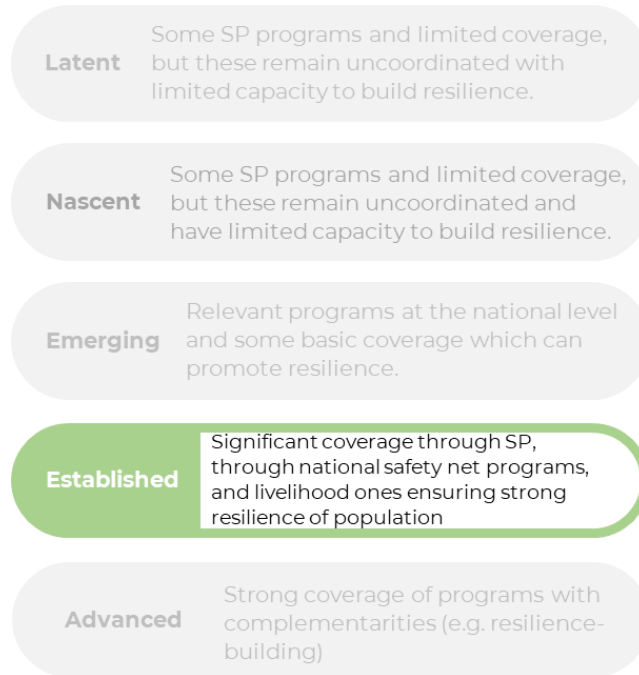 Latent
Some SP programs and limited coverage,
but these remain uncoordinated with
limited capacity to build resilience.
Nascent
Some SP programs and limited coverage,
but these remain uncoordinated and
have limited capacity to build resilience.
Emerging
Relevant programs at the national level
and some basic coverage which can
promote resilience.
Established
Significant coverage through SP,
through national safety net programs,
and livelihood ones ensuring strong
resilience of population
Advanced
Strong coverage of programs with
complementarities (e.g. resilience-
building)